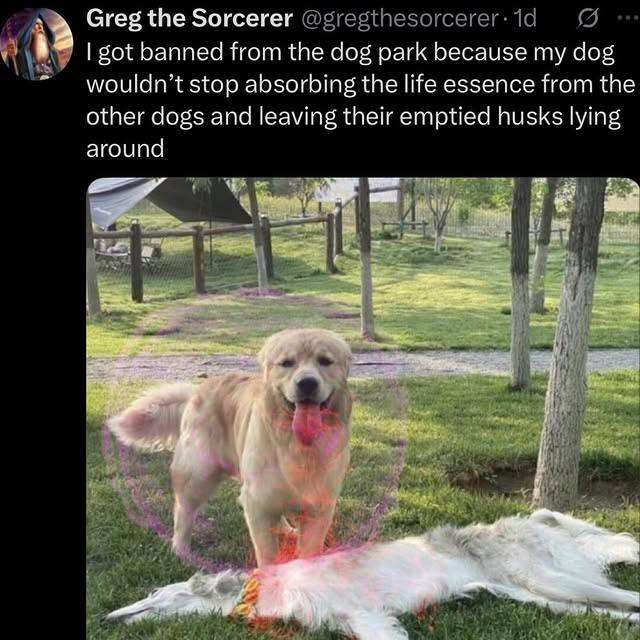 Greg the Sorcerer @gregthesorcerer · 1d
I got banned from the dog park because my dog
wouldn't stop absorbing the life essence from the
other dogs and leaving their emptied husks lying
around